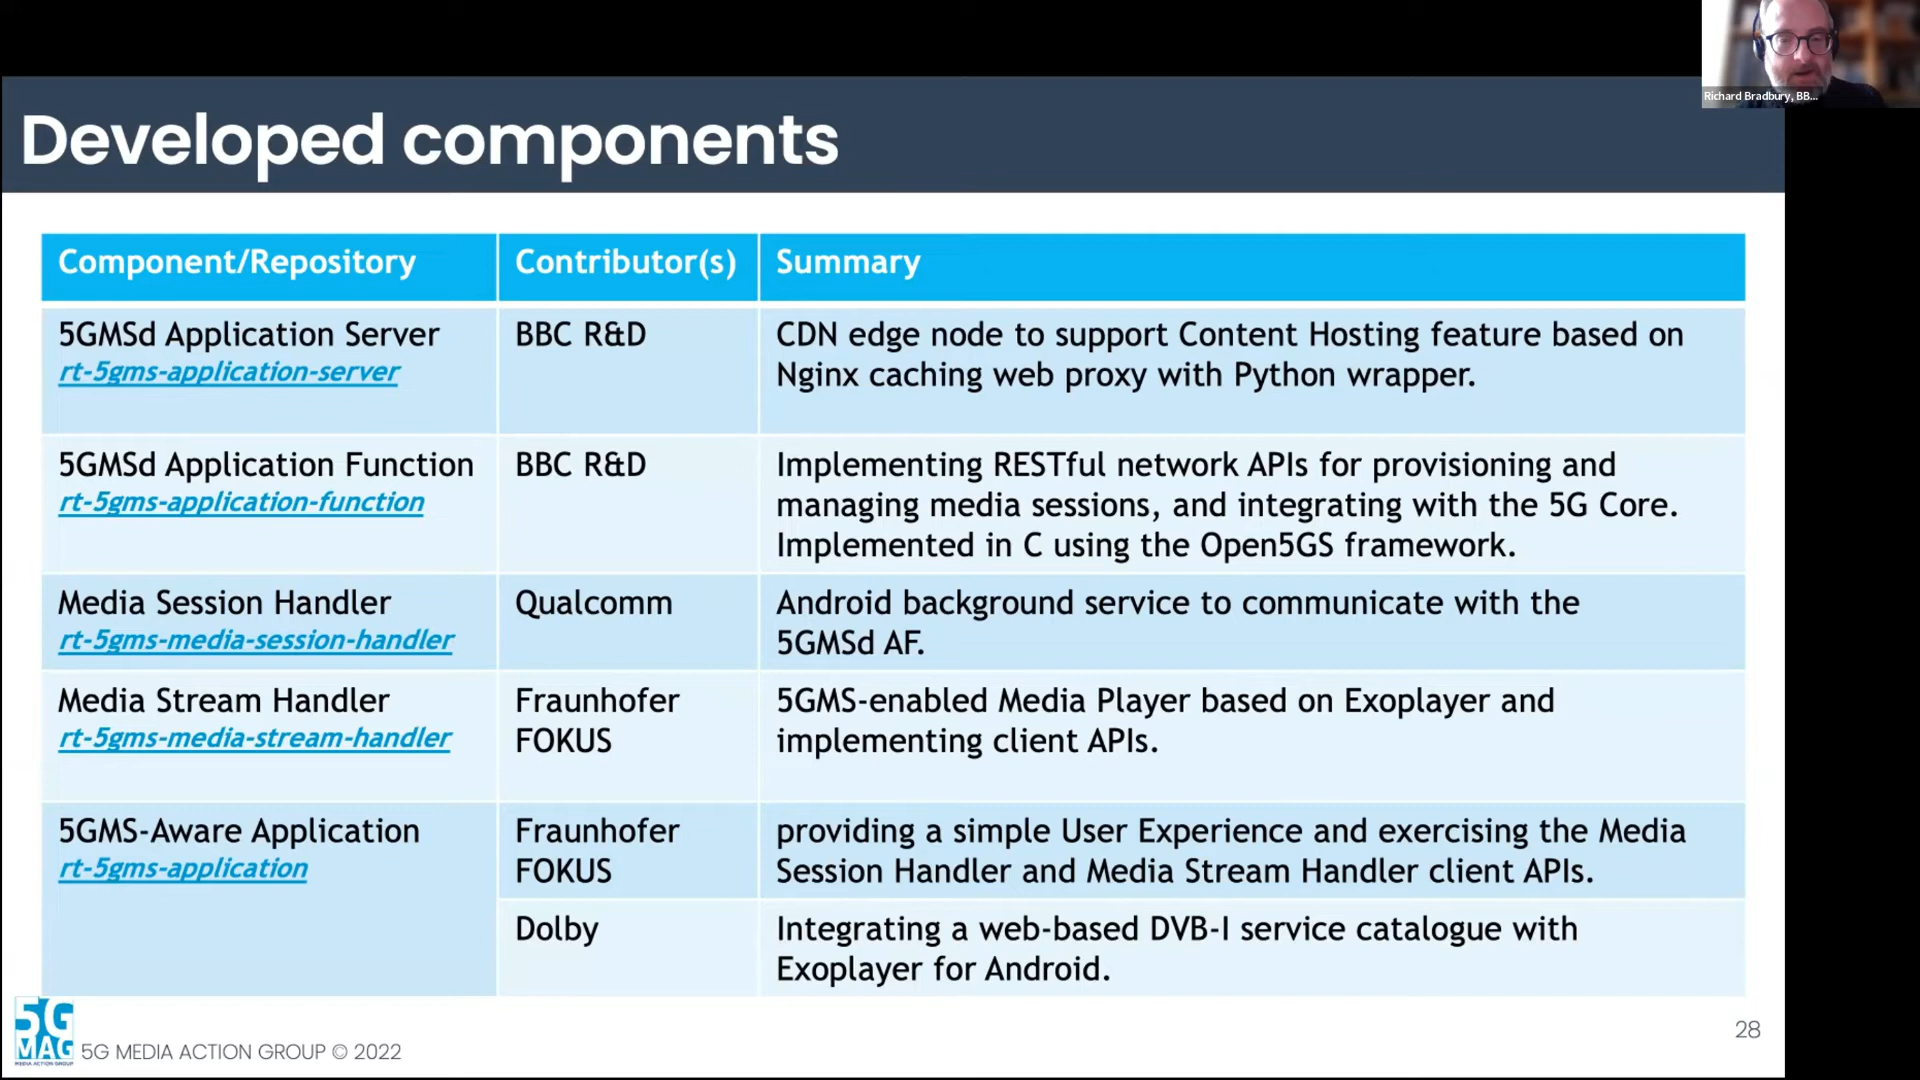 Richard Bradbury, BB...
Developed components
Component/Repository
Contributor(s)
Summary
5GMSd Application Server
rt-5gms-application-server
BBC R&D
CDN edge node to support Content Hosting feature based on
Nginx caching web proxy with Python wrapper.
5GMSd Application Function
rt-5gms-application-function
BBC R&D
Implementing RESTful network APIs for provisioning and
managing media sessions, and integrating with the 5G Core.
Implemented in C using the Open5GS framework.
Media Session Handler
rt-5gms-media-session-handler
Qualcomm
Android background service to communicate with the
5GMSd AF.
Media Stream Handler
rt-5gms-media-stream-handler
Fraunhofer
FOKUS
5GMS-enabled Media Player based on Exoplayer and
implementing client APIs.
5GMS-Aware Application
rt-5gms-application
Fraunhofer
FOKUS
providing a simple User Experience and exercising the Media
Session Handler and Media Stream Handler client APIs.
Dolby
Integrating a web-based DVB-I service catalogue with
Exoplayer for Android.
5G
MAG
MEDIA ACTION GROUP
5G MEDIA ACTION GROUP © 2022
28